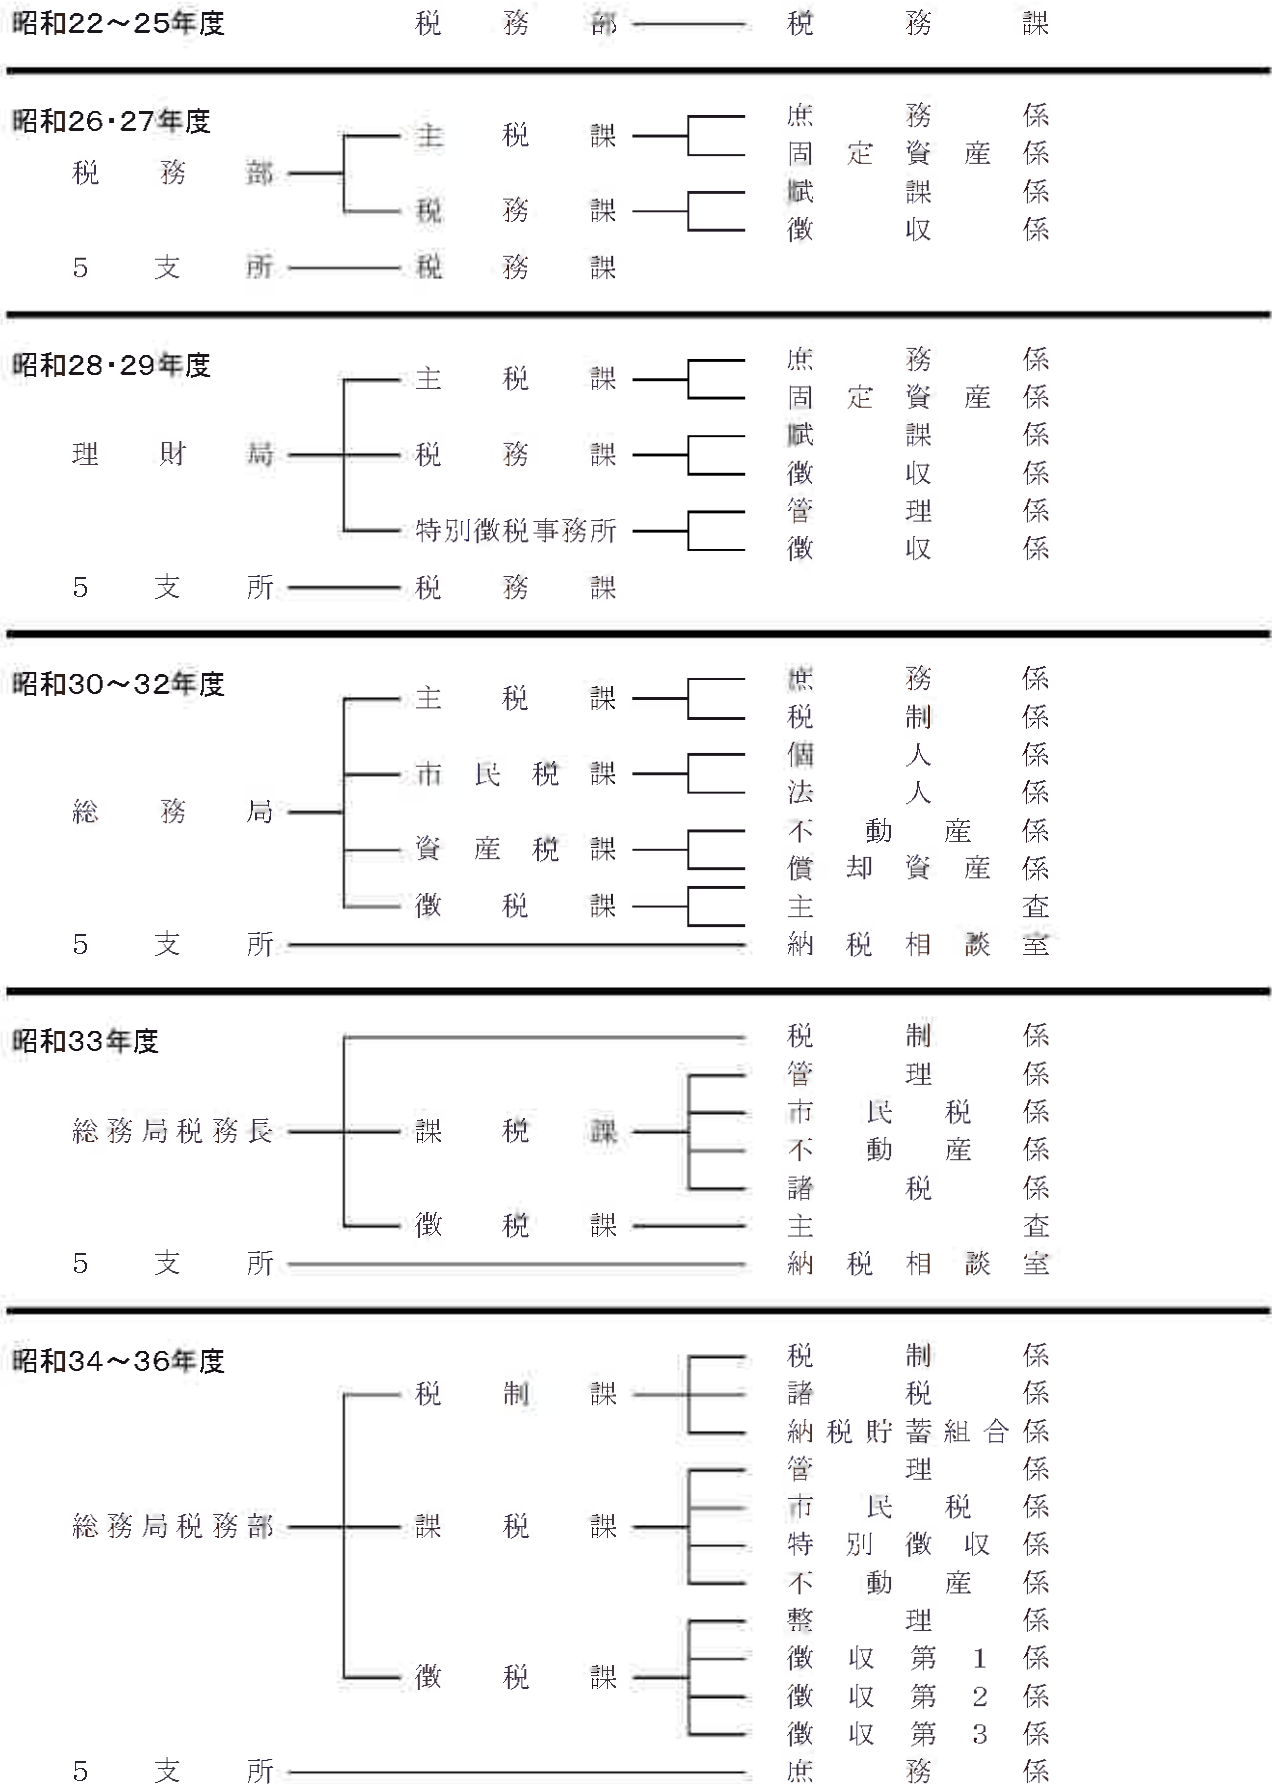 昭和22～25年度 税務部 税務課
昭和26・27年度
庶務係
主税課
固定資産係
税務部
賦課係
税務課
徴収係
5支所 税務課
昭和28・29年度
庶務係
主税課
固定資産係
賦課係
理財局 税務課
徴収係
管理係
特別徴税事務所
徴収係
5支所 税務課
昭和30～32年度
庶務係
主税課
税制係
個人係
市民税課
法人係
総務局
不動産係
資産税課
償却資産係
徴税課 主査
5支所 納税相談室
昭和33年度
税制係
管理係
市民税係
総務局税務長 課税課
不動産係
諸税係
徴税課 主査
5支所 納税相談室
昭和34～36年度
税制係
税制課 諸税係
納税貯蓄組合係
管理係
市民税係
総務局税務部 課税課
特別徴収係
不動産係
整理係
徴収第1係
徴税課
徴収第2係
徴収第3係
5支所 庶務係